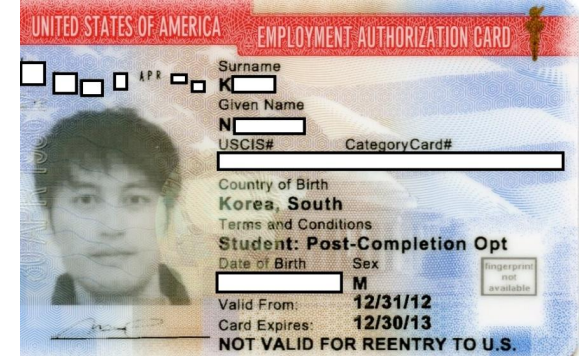 UNITED STATES OF AMERICA
EMPLOYMENT AUTHORIZATION CARD
APR
Surname
K
Given Name
N
USCIS# Category Card#
Country of Birth
Korea, South
Terms and Conditions
Student: Post-Completion Opt
Date of Birth Sex
M
fingerprint
not
available
Valid From: 12/31/12
Card Expires: 12/30/13
NOT VALID FOR REENTRY TO U.S.